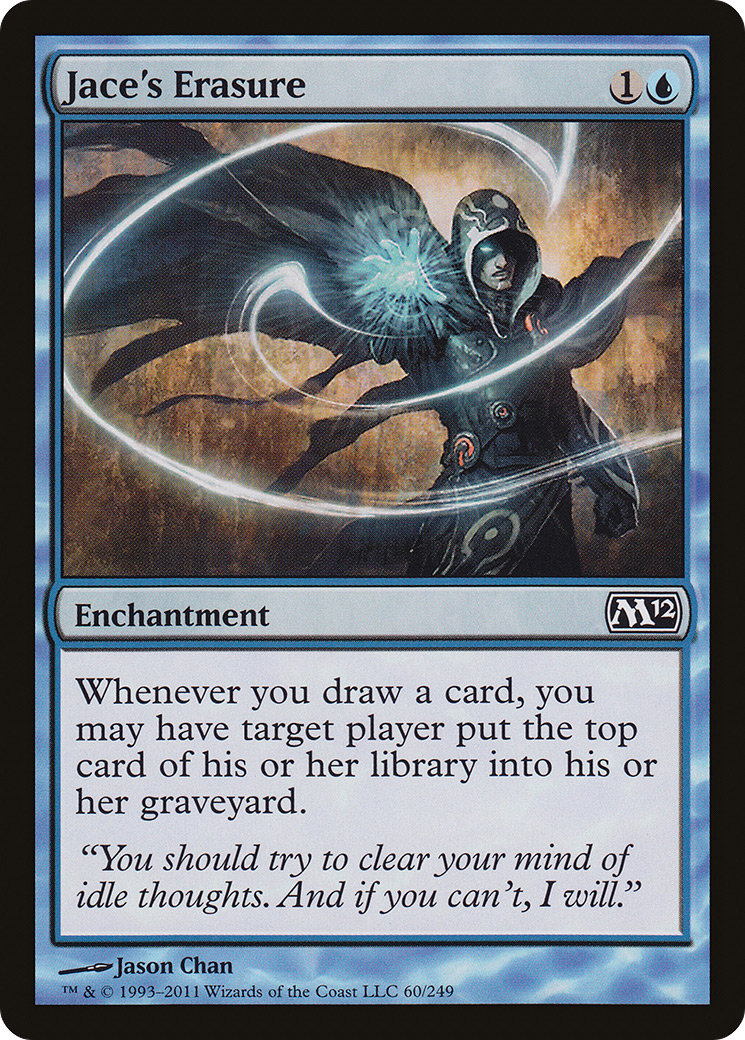 Jace's Erasure 1
Enchantment M12
Whenever you draw a card, you
may have target player put the top
card of his or her library into his or
her graveyard.
“You should try to clear your mind of
idle thoughts. And if you can't, I will.”
Jason Chan
™ & © 1993–2011 Wizards of the Coast LLC 60/249